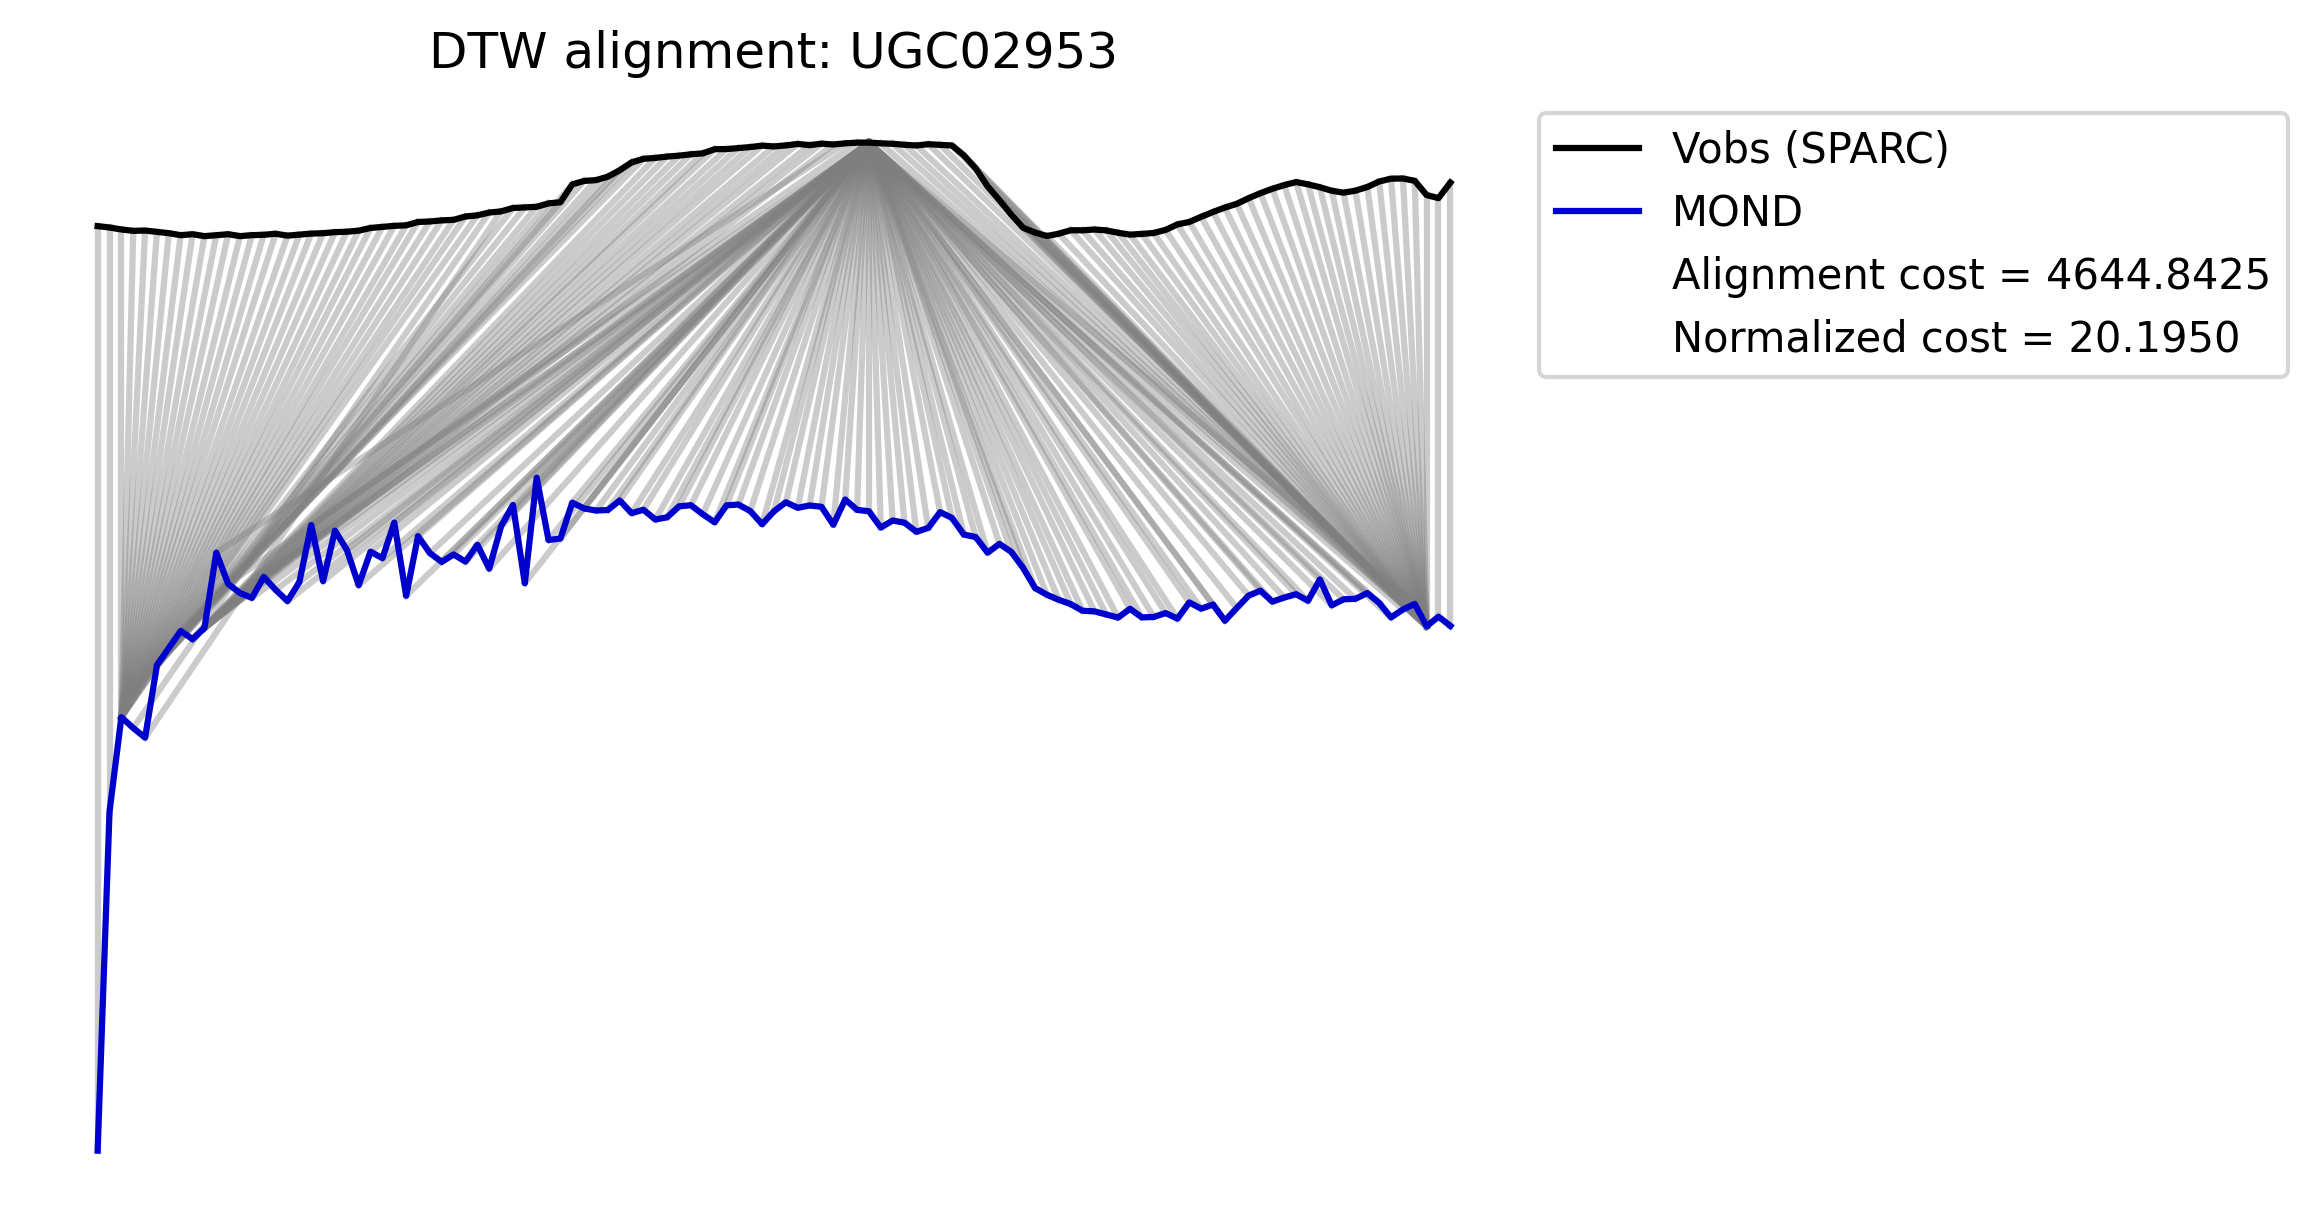 DTW alignment: UGC02953
Vobs (SPARC)
MOND
Alignment cost = 4644.8425
Normalized cost = 20.1950